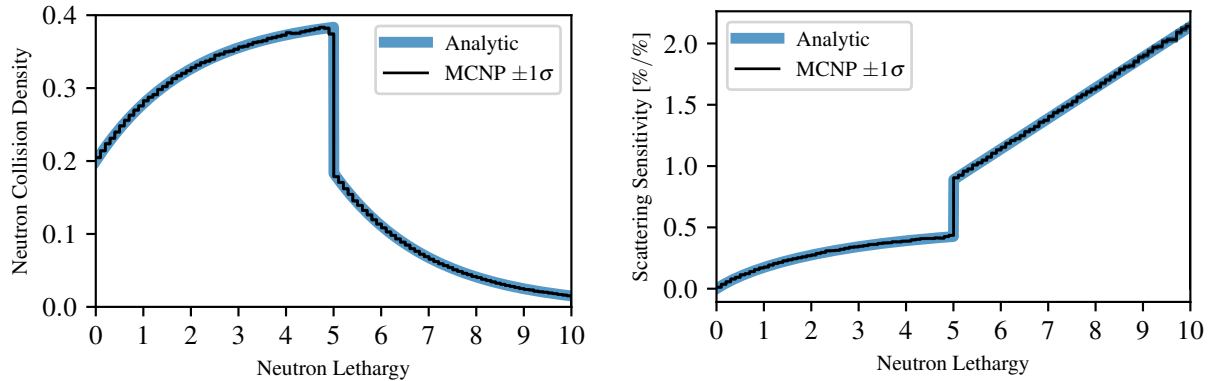 Neutron Collision Density
0.4
0.3
0.2
0.1
0.0
Analytic
MCNP ±1σ
0 1 2 3 4 5 6 7 8 9 10
Neutron Lethargy
Scattering Sensitivity [%/%]
2.0
1.5
1.0
0.5
0.0
Analytic
MCNP ±1σ
0 1 2 3 4 5 6 7 8 9 10
Neutron Lethargy